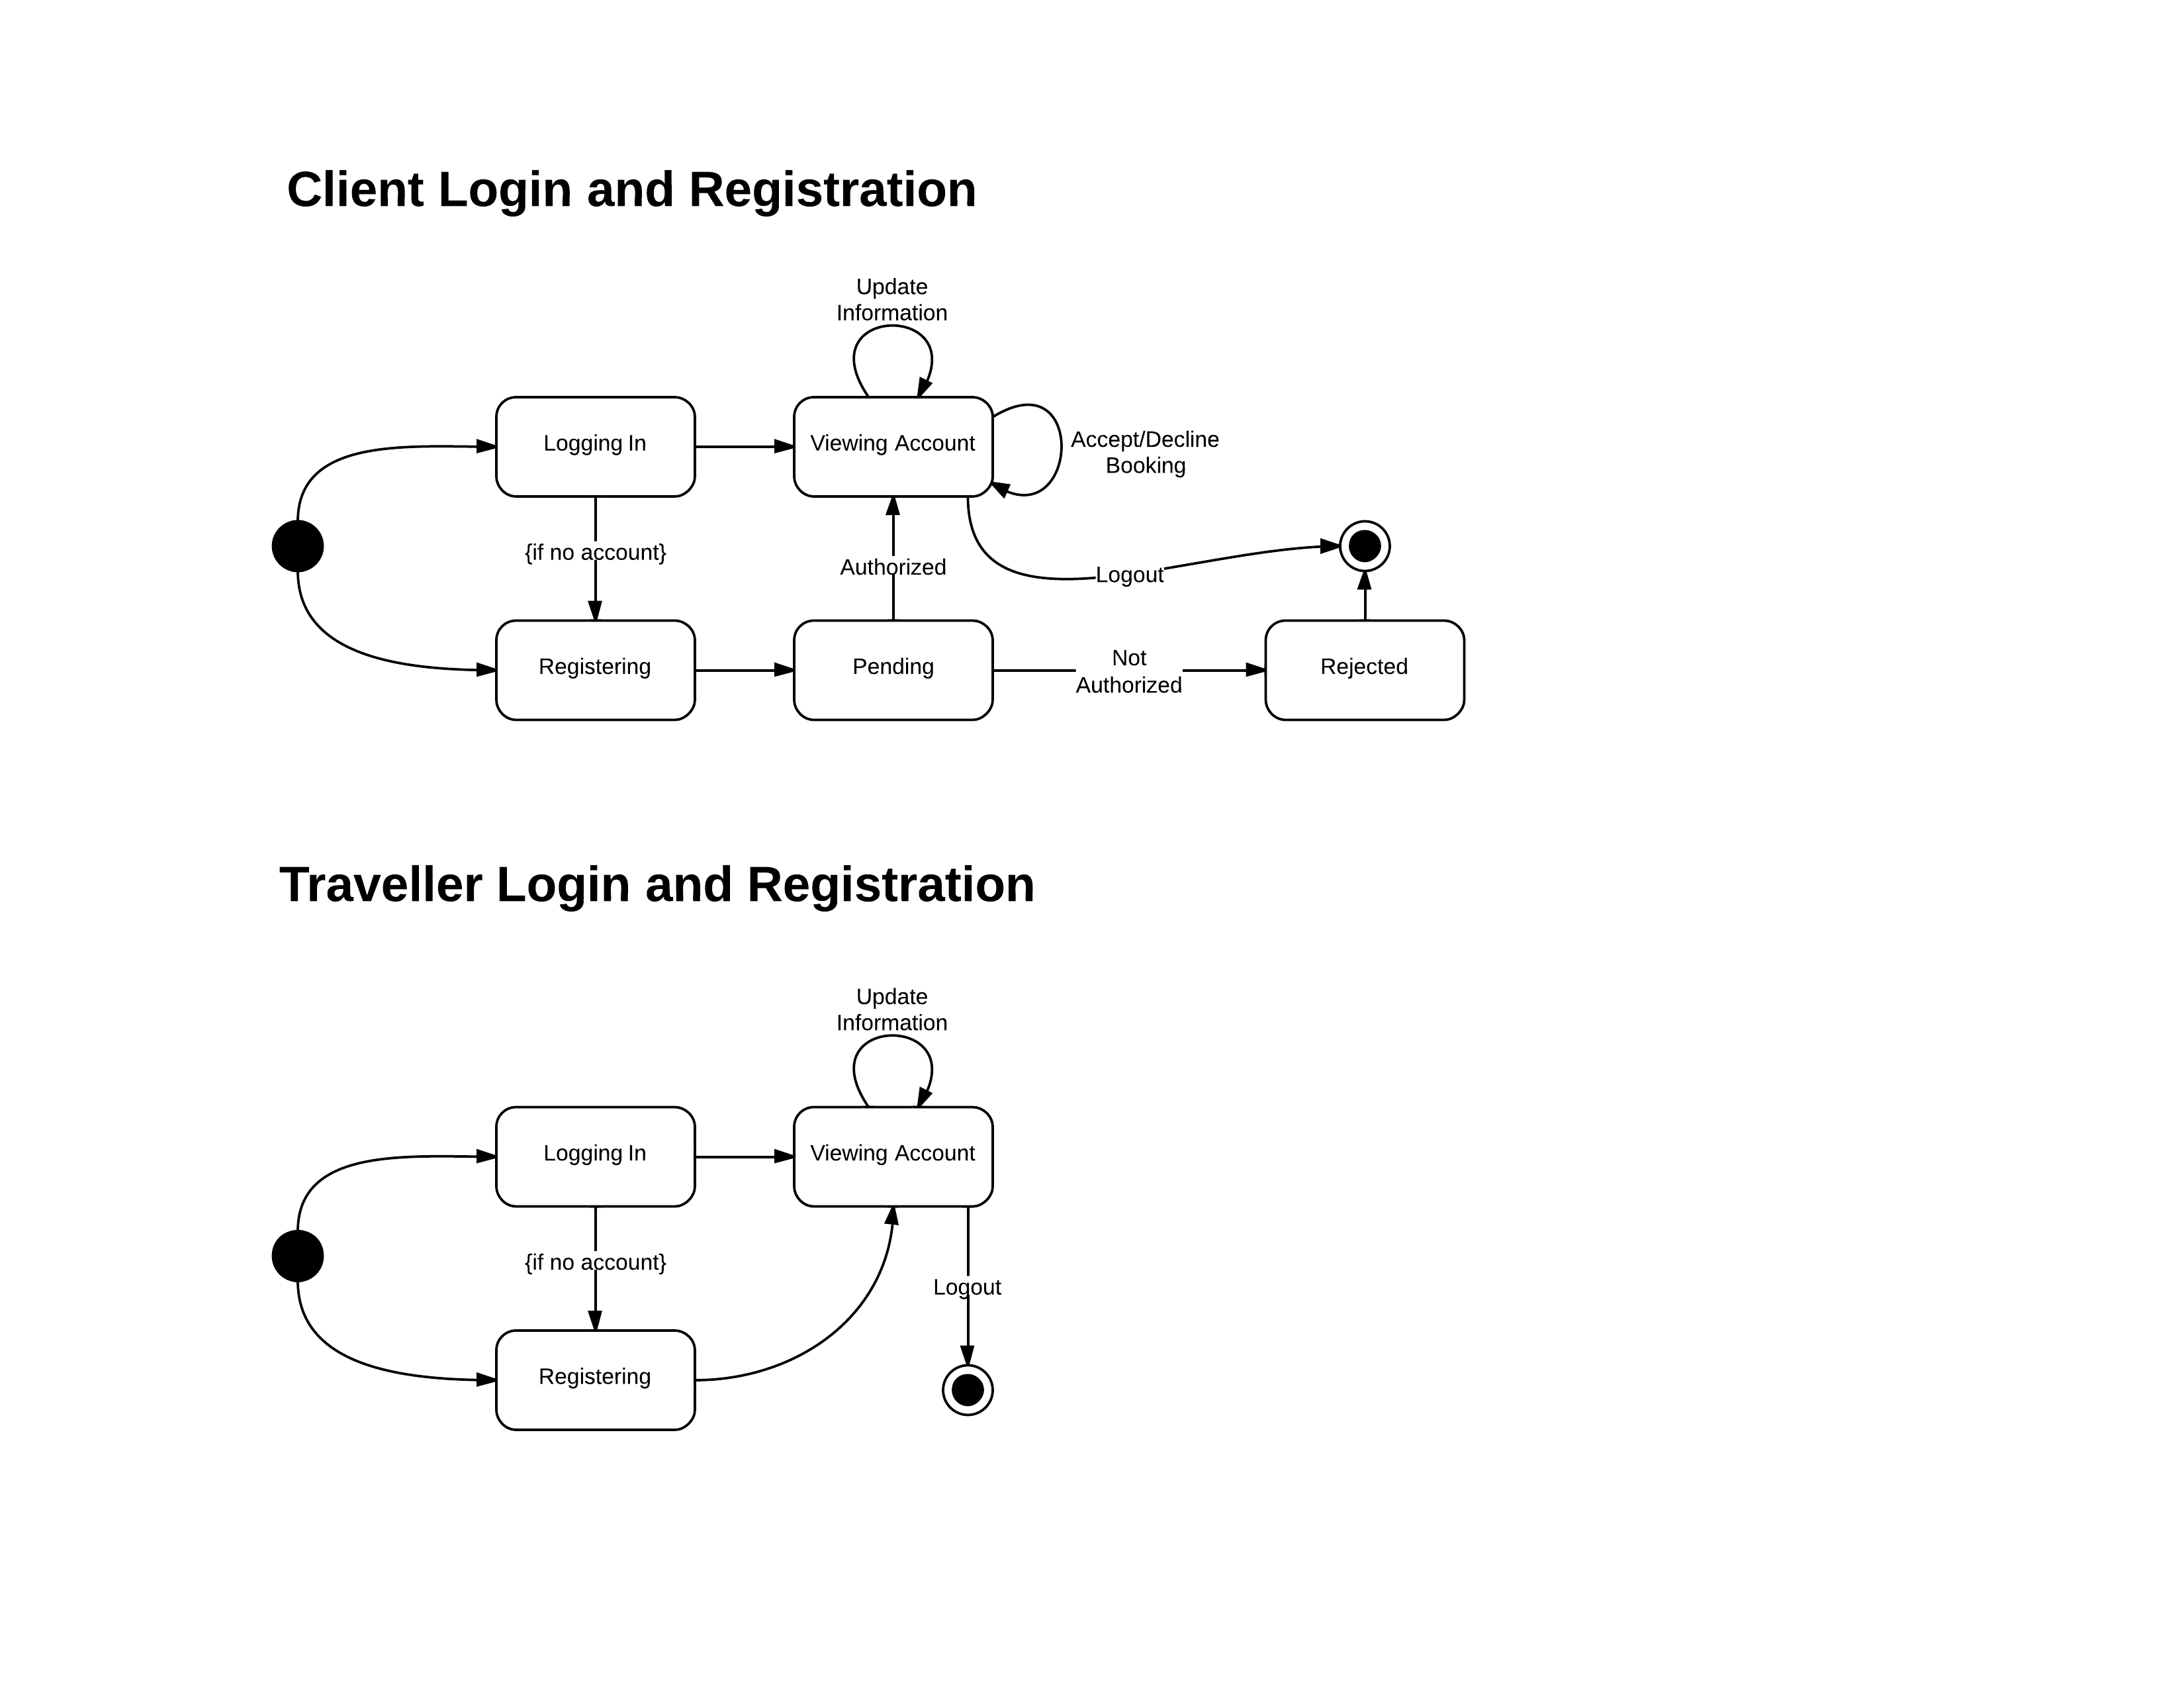 Client Login and Registration
Update
Information
Logging In
Viewing Account
Accept/Decline
Booking
{if no account}
Authorized
Logout
Registering
Pending
Not
Authorized
Rejected
Traveller Login and Registration
Update
Information
Logging In
Viewing Account
{if no account}
Logout
Registering